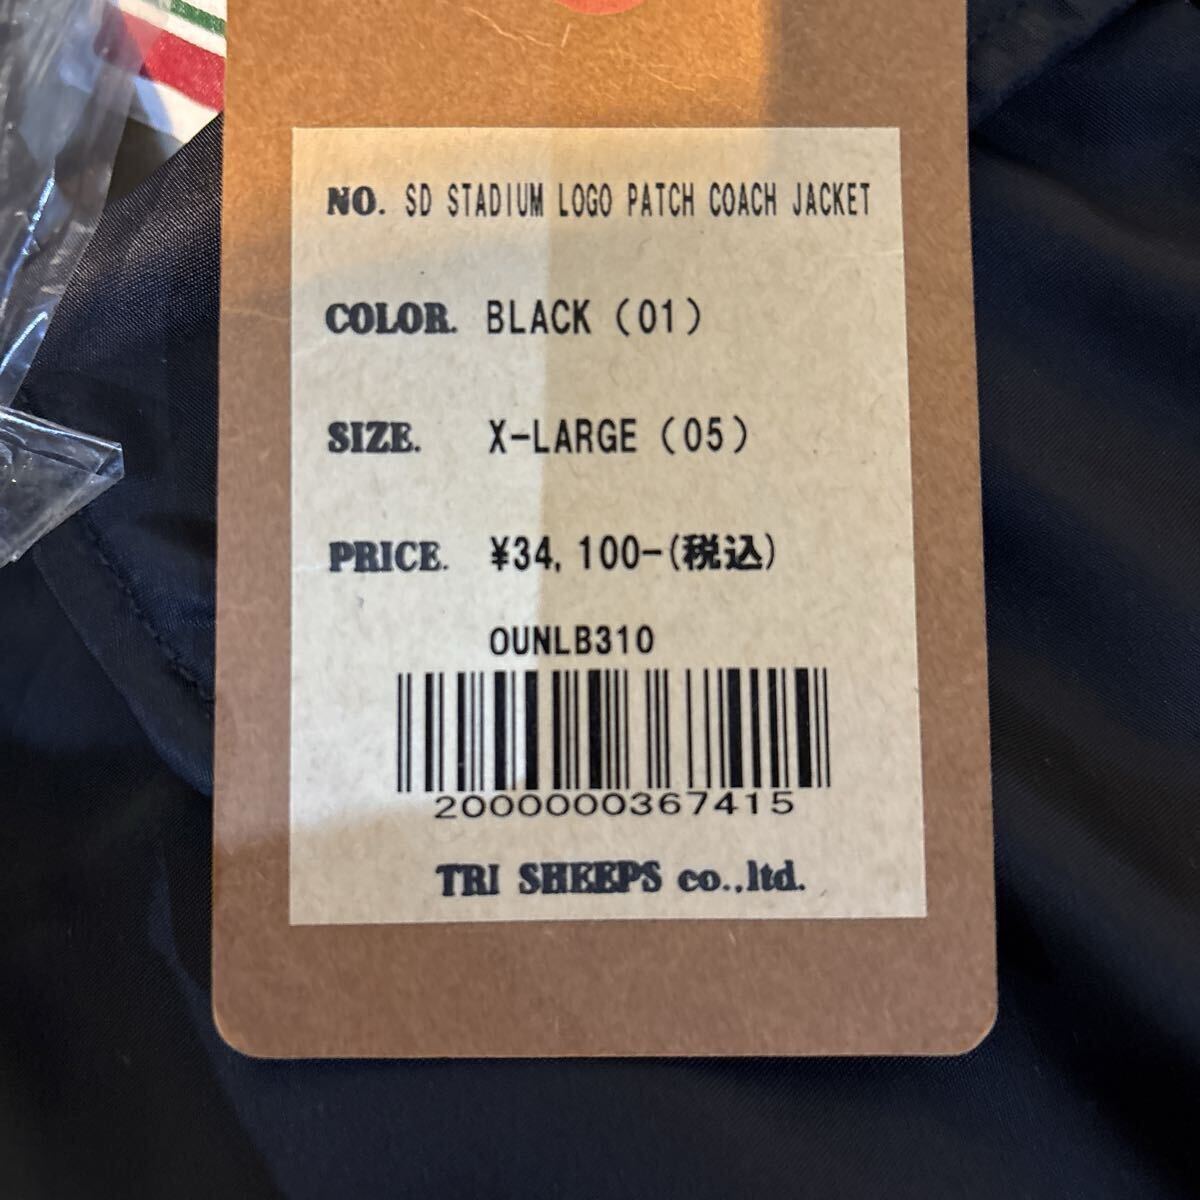 NO. SD STADIUM LOGO PATCH COACH JACKET
COLOR. BLACK (01)
SIZE. X-LARGE (05)
PRICE. ¥34,100-(税込)
OUNLB310
2000000367415
TRI SHEEPS co.,ltd.